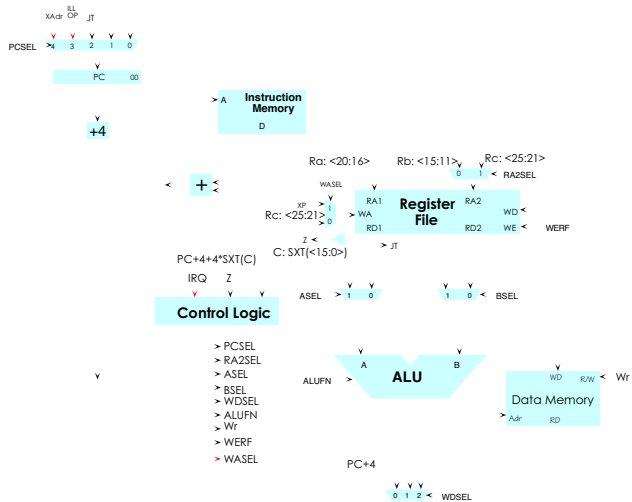 ILL
XAdr OP JT
PCSEL 4 3 2 1 0
PC 00
A Instruction
Memory
D
+4
Ra: <20:16> Rb: <15:11> Rc: <25:21>
0 1 RA2SEL
+
WASEL
XP 1
Rc: <25:21> 0
RA1 Register RA2
WA File WD
RD1 RD2 WE WERF
Z JT
C: SXT(<15:0>)
PC+4+4*SXT(C)
IRQ Z
Control Logic
ASEL 1 0 1 0 BSEL
PCSEL
RA2SEL
ASEL
BSEL
WDSEL
ALUFN
Wr
WERF
WASEL
A B
ALUFN ALU
WD R/W Wr
Data Memory
Adr RD
PC+4
0 1 2 WDSEL